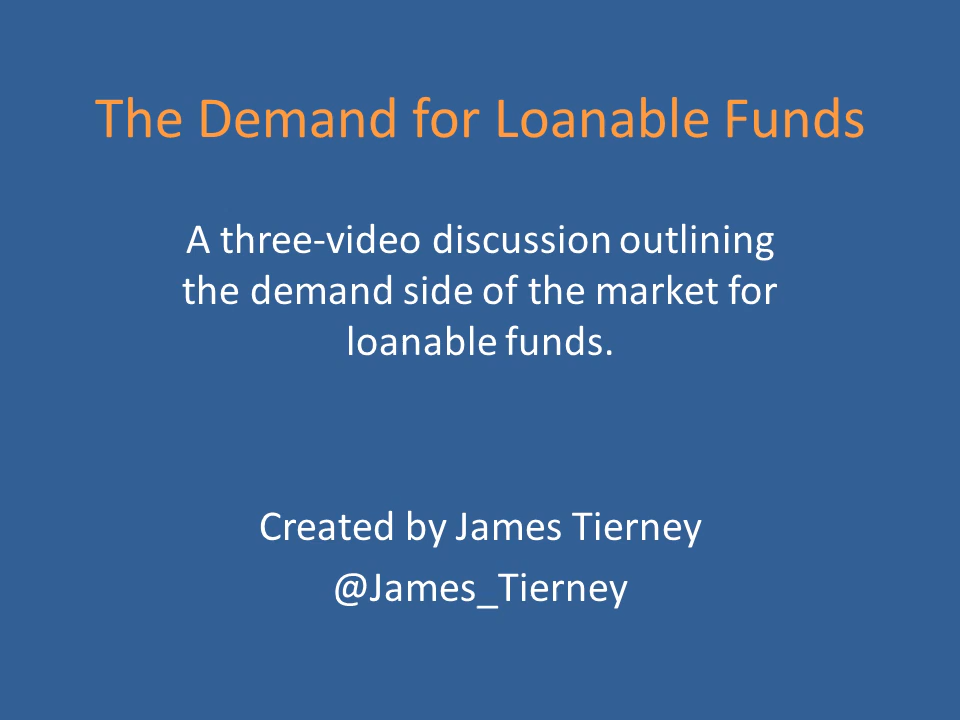 The Demand for Loanable Funds
A three-video discussion outlining
the demand side of the market for
loanable funds.
Created by James Tierney
@James_Tierney